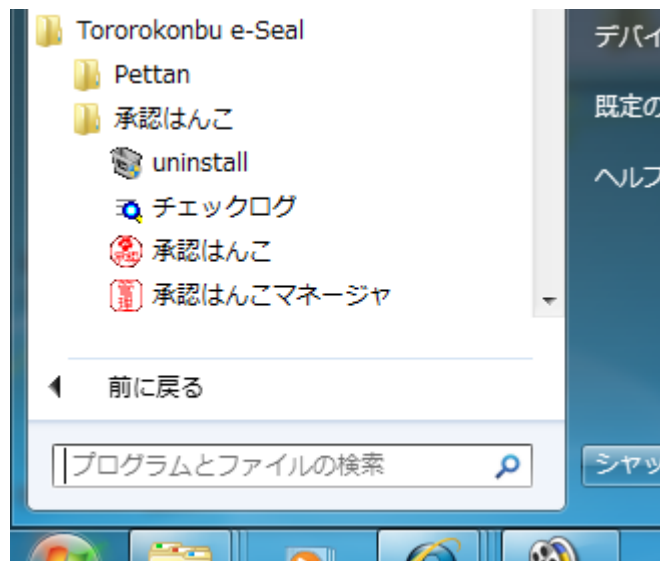 Tororokonbu e-Seal
Pettan
承認はんこ
uninstall
チェックログ
承認はんこ
承認はんこマネージャ
前に戻る
プログラムとファイルの検索
デバイ
既定の
ヘルプ
シャッ